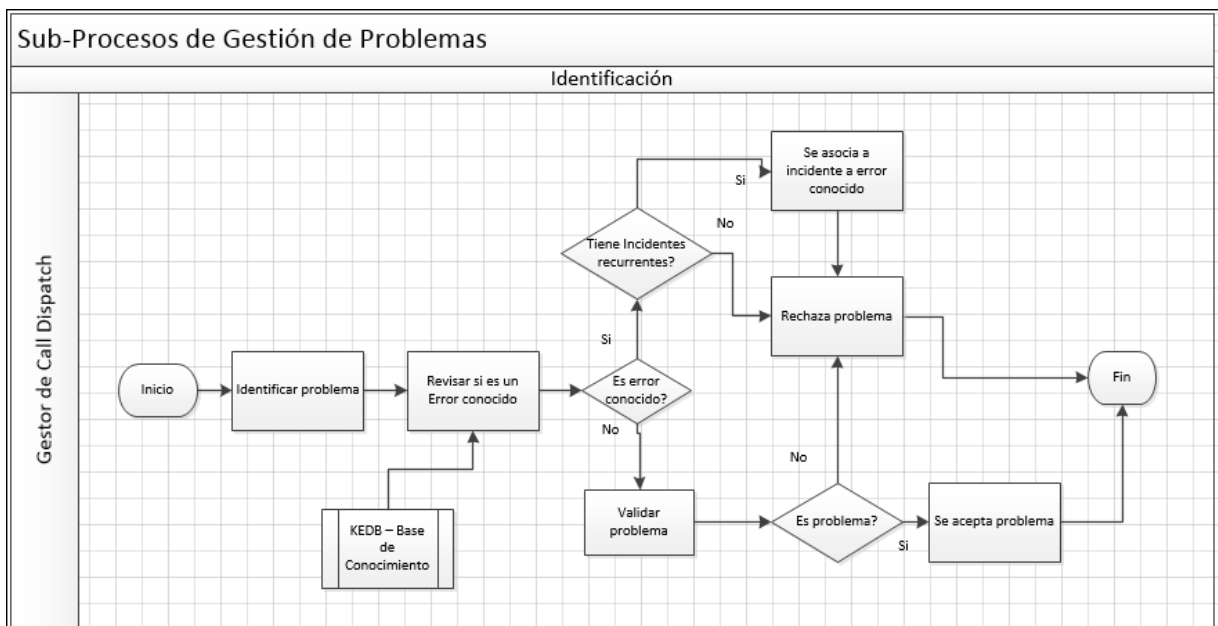 Sub-Procesos de Gestión de Problemas
Identificación
Gestor de Call Dispatch
Inicio
Identificar problema
Revisar si es un
Error conocido
KEDB – Base
de
Conocimiento
Es error
conocido?
Si
No
Tiene Incidentes
recurrentes?
Si
No
Se asocia a
incidente a error
conocido
Rechaza problema
Validar
problema
Es problema?
No
Si
Se acepta problema
Fin